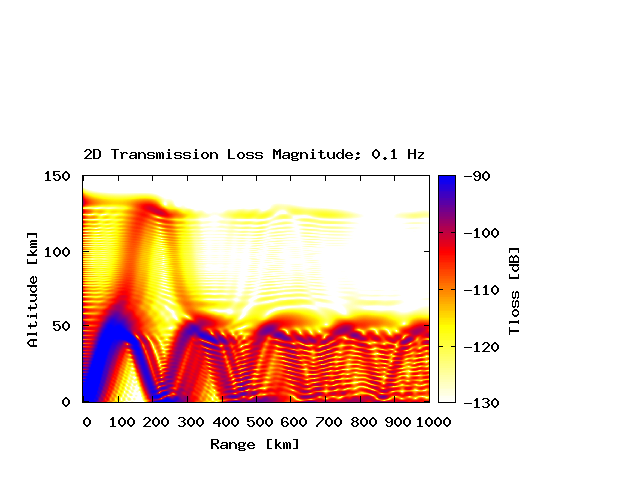 2D Transmission Loss Magnitude; 0.1 Hz
150
100
50
0
Altitude [km]
0 100 200 300 400 500 600 700 800 900 1000
Range [km]
-90
-100
-110
-120
-130
Tloss [dB]